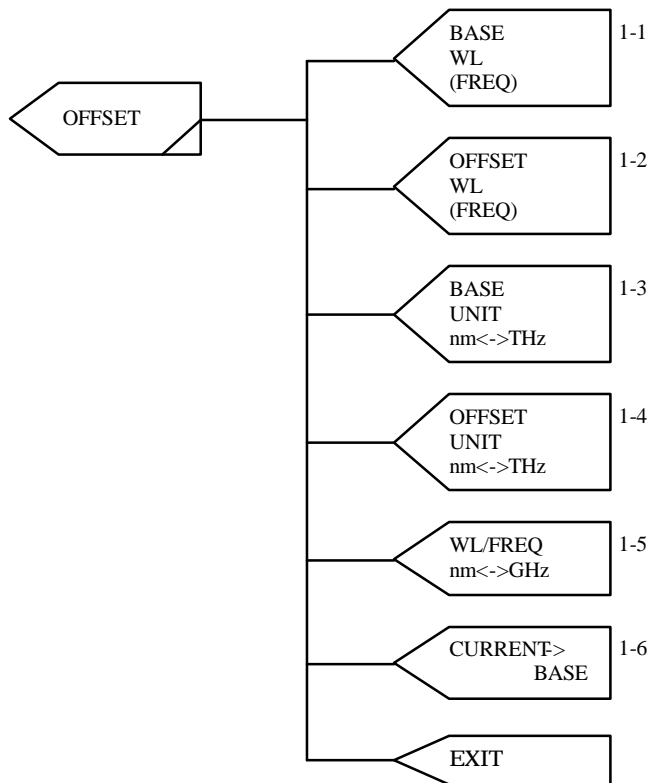 OFFSET
BASE
WL
(FREQ)
1-1
OFFSET
WL
(FREQ)
1-2
BASE
UNIT
nm<->THz
1-3
OFFSET
UNIT
nm<->THz
1-4
WL/FREQ
nm<->GHz
1-5
CURRENT->
BASE
1-6
EXIT